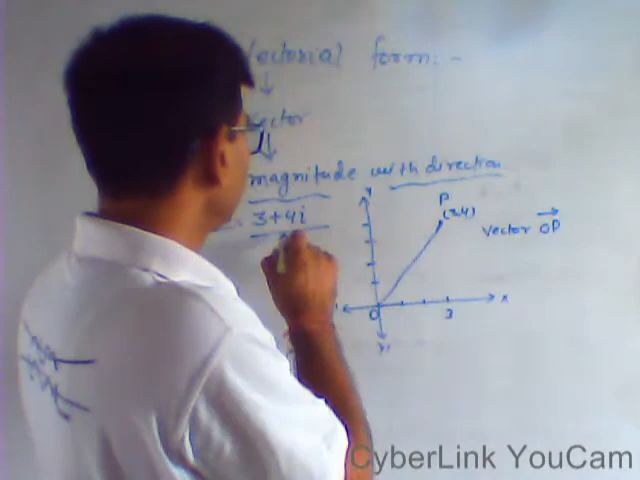 Vectorial form:-
Vector
magnitude with direction
3+4i
P
(3,4)
vector OP
y
x
O
3
y'
CyberLink YouCam